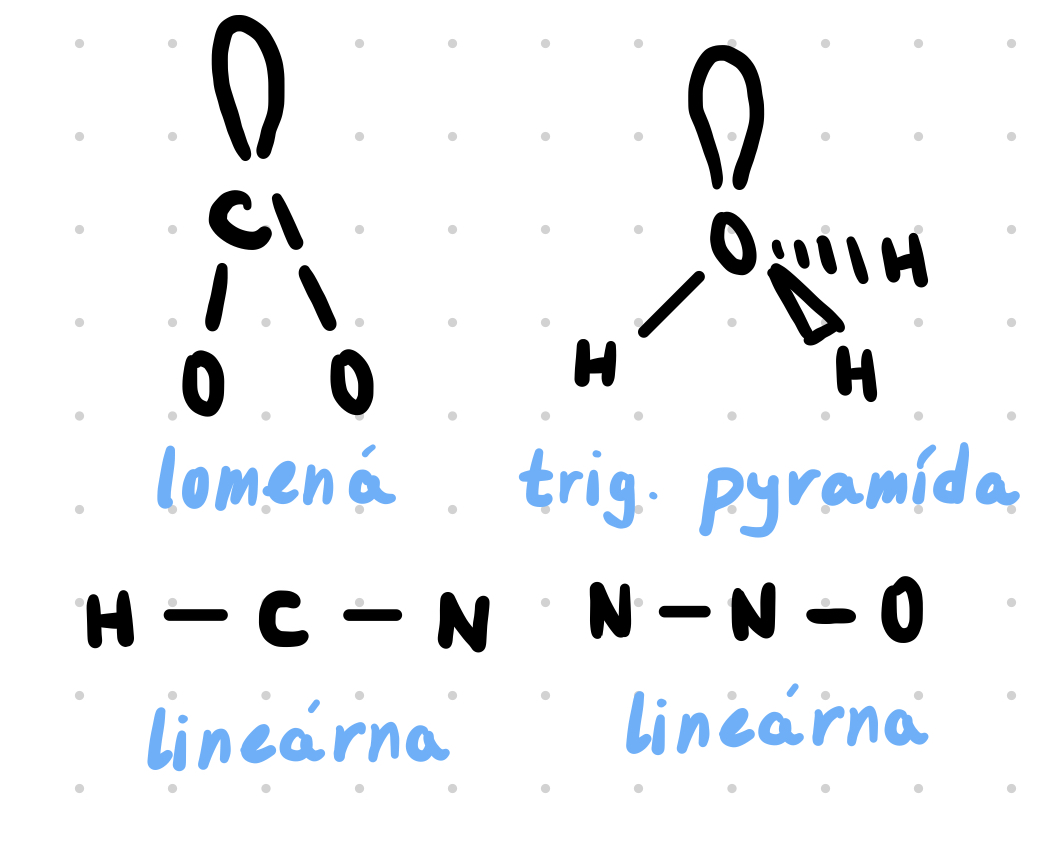 Cl
O
O H
O O
H H
lomená trig. pyramída
H - C - N N - N - O
lineárna lineárna